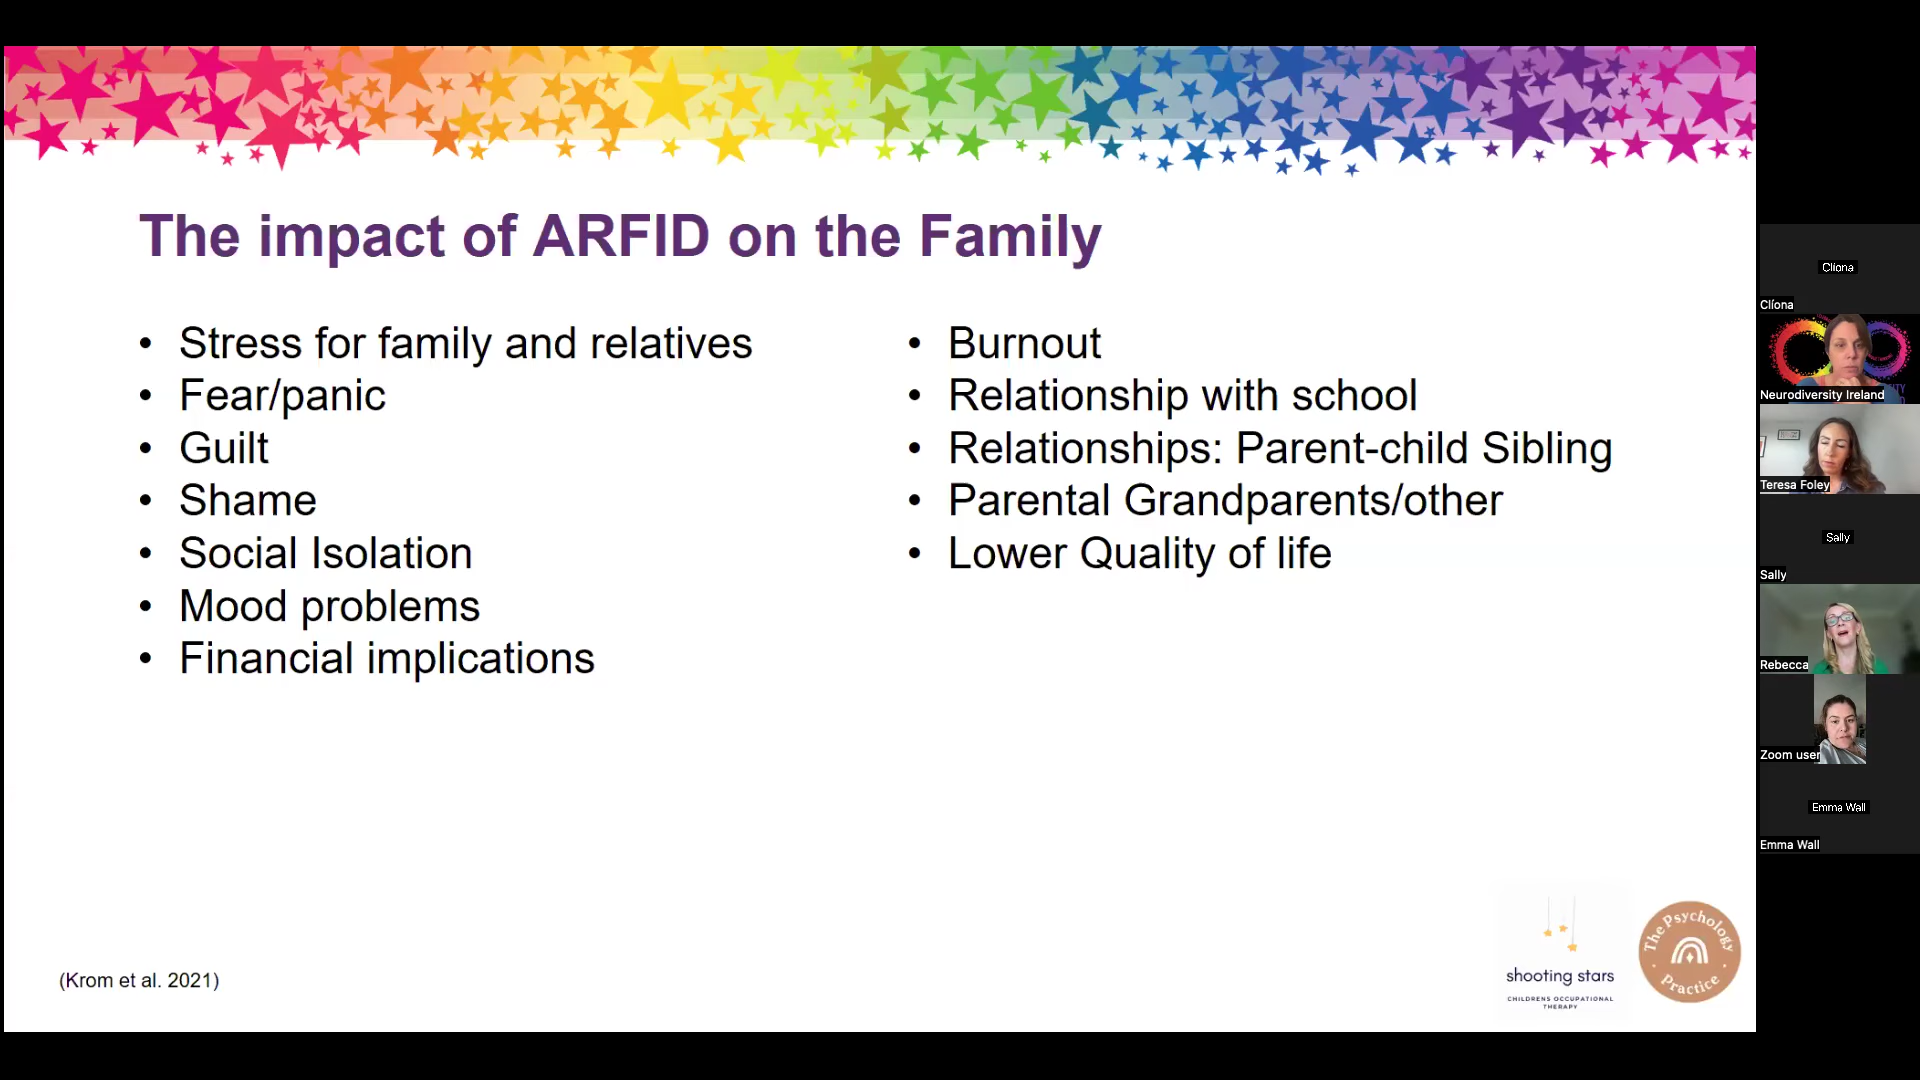 The impact of ARFID on the Family
• Stress for family and relatives
• Fear/panic
• Guilt
• Shame
• Social Isolation
• Mood problems
• Financial implications
• Burnout
• Relationship with school
• Relationships: Parent-child Sibling
• Parental Grandparents/other
• Lower Quality of life
(Krom et al. 2021)
shooting stars
CHILDRENS OCCUPATIONAL
THERAPY
The Psychology
Practice
Clíona
Clíona
Neurodiversity Ireland
Teresa Foley
Sally
Sally
Rebecca
Zoom user
Emma Wall
Emma Wall